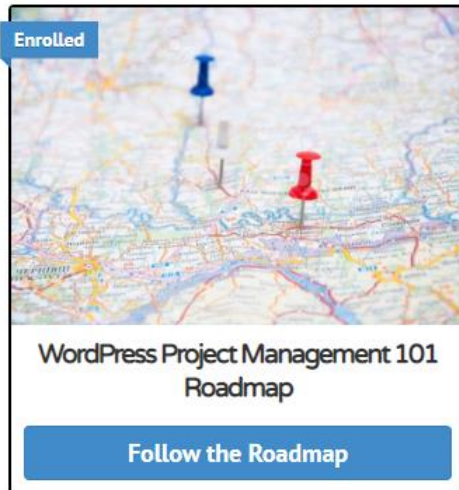 Enrolled
WordPress Project Management 101
Roadmap
Follow the Roadmap